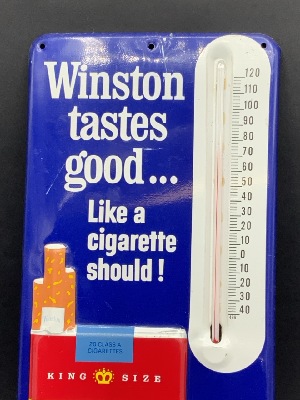 Winston
tastes
good...
Like a
cigarette
should!
20 CLASS A
CIGARETTES
KING SIZE
120
110
100
90
80
70
60
50
40
30
20
10
0
10
20
30
40